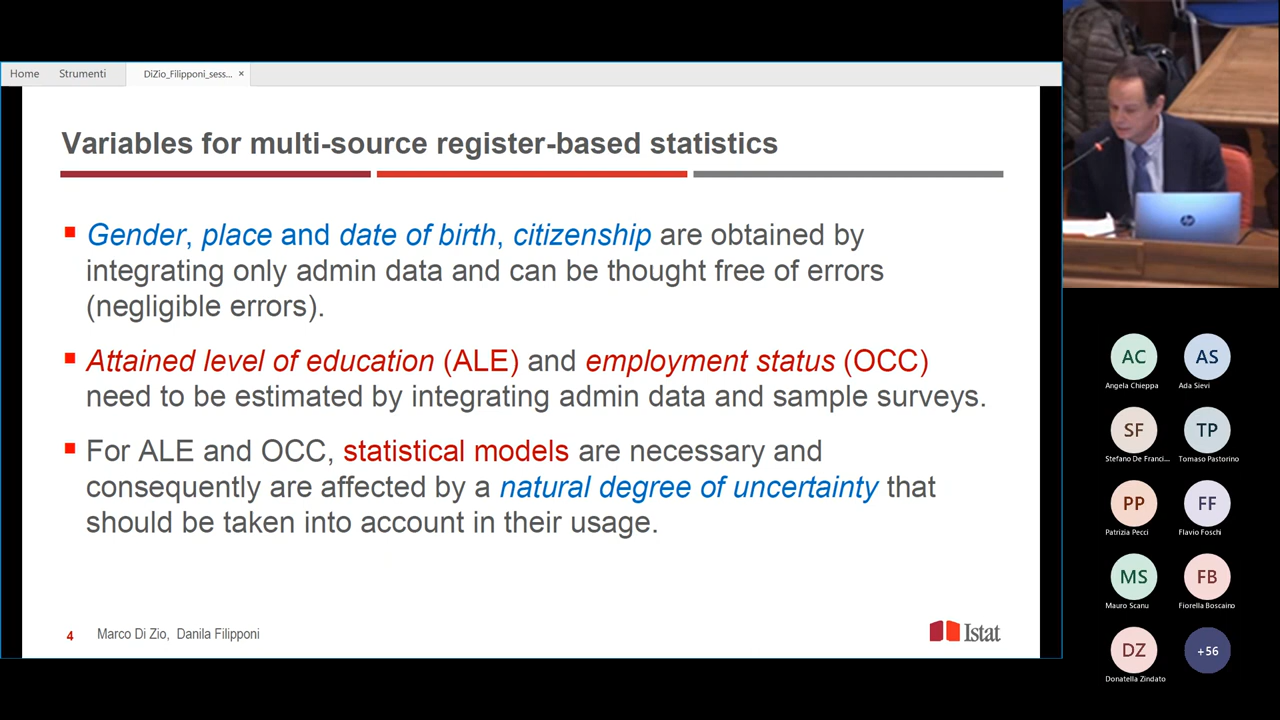 Home Strumenti DiZio_Filipponi_sess... ×
Variables for multi-source register-based statistics
Gender, place and date of birth, citizenship are obtained by
integrating only admin data and can be thought free of errors
(negligible errors).
Attained level of education (ALE) and employment status (OCC)
need to be estimated by integrating admin data and sample surveys.
For ALE and OCC, statistical models are necessary and
consequently are affected by a natural degree of uncertainty that
should be taken into account in their usage.
4 Marco Di Zio, Danila Filipponi
Istat
hp
AC AS
Angela Chieppa Ada Sievi
SF TP
Stefano De Franci... Tomaso Pastorino
PP FF
Patrizia Pecci Flavio Foschi
MS FB
Mauro Scanu Fiorella Boscaino
DZ +56
Donatella Zindato